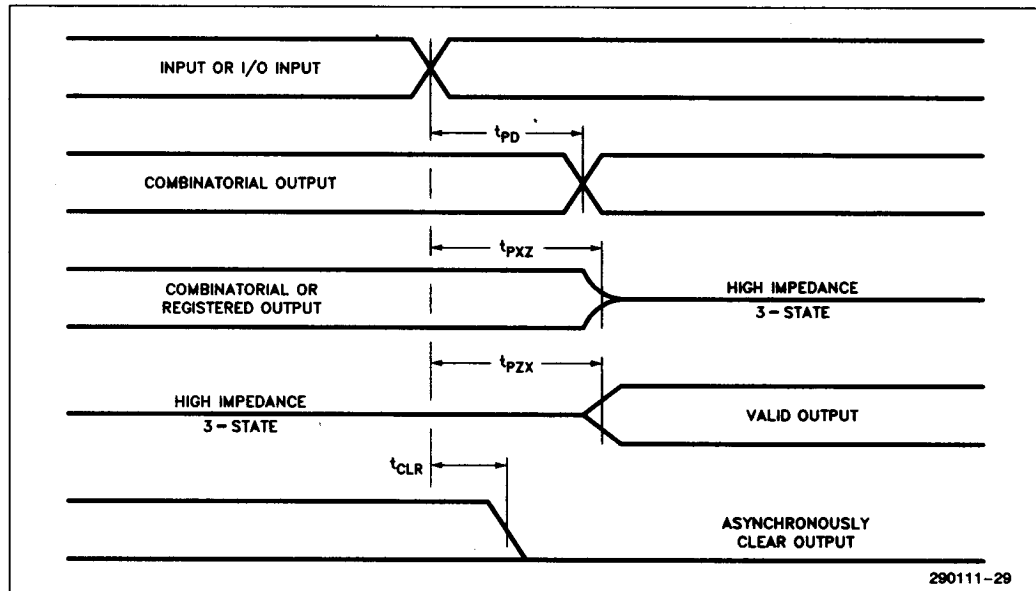 INPUT OR I/O INPUT
tPD
COMBINATORIAL OUTPUT
tPXZ
COMBINATORIAL OR
REGISTERED OUTPUT
HIGH IMPEDANCE
3-STATE
tPZX
HIGH IMPEDANCE
3-STATE
VALID OUTPUT
tCLR
ASYNCHRONOUSLY
CLEAR OUTPUT
290111-29